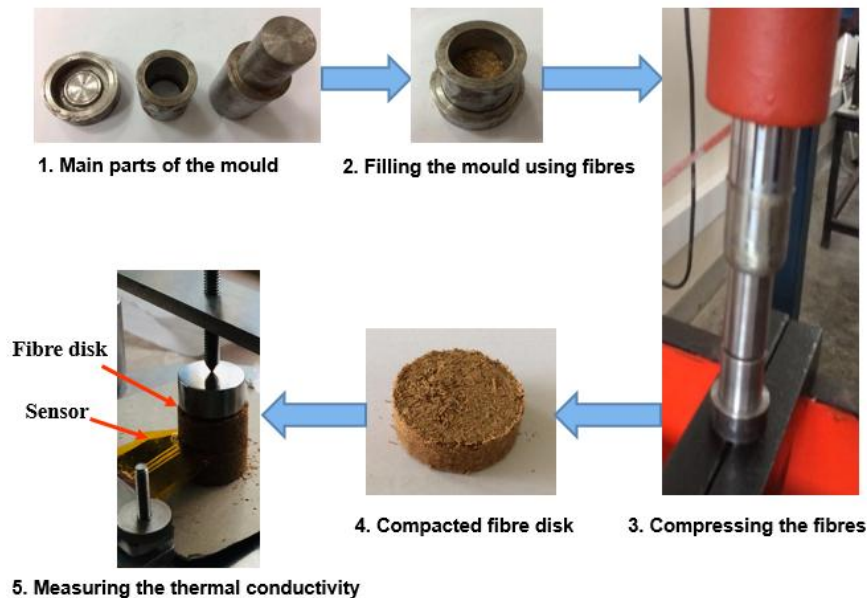 1. Main parts of the mould
2. Filling the mould using fibres
Fibre disk
Sensor
4. Compacted fibre disk
3. Compressing the fibres
5. Measuring the thermal conductivity